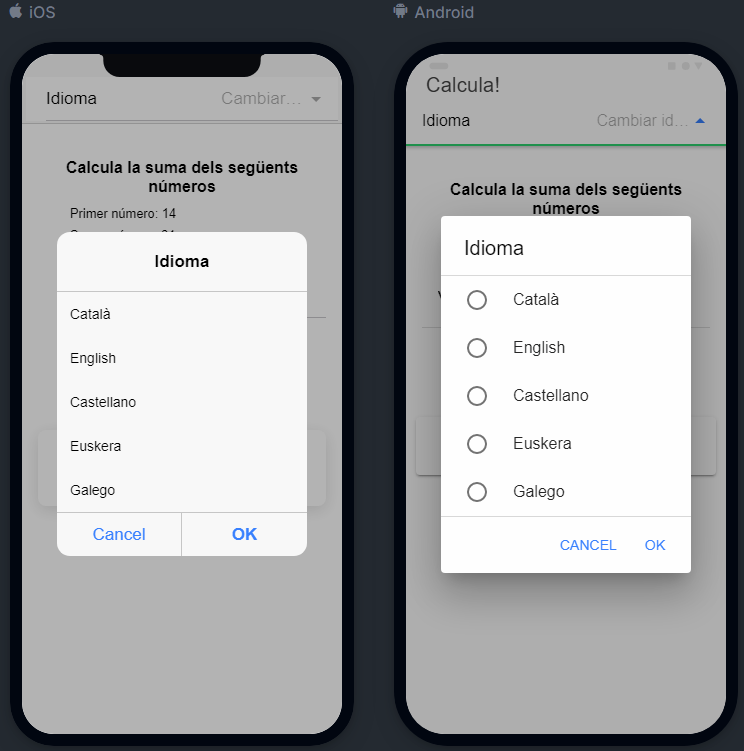 iOS
Idioma
Cambiar...
Calcula la suma dels següents
números
Primer número: 14
Idioma
Català
English
Castellano
Euskera
Galego
Cancel
OK
Android
Calcula!
Idioma
Cambiar id...
Calcula la suma dels següents
números
Idioma
Català
English
Castellano
Euskera
Galego
CANCEL
OK